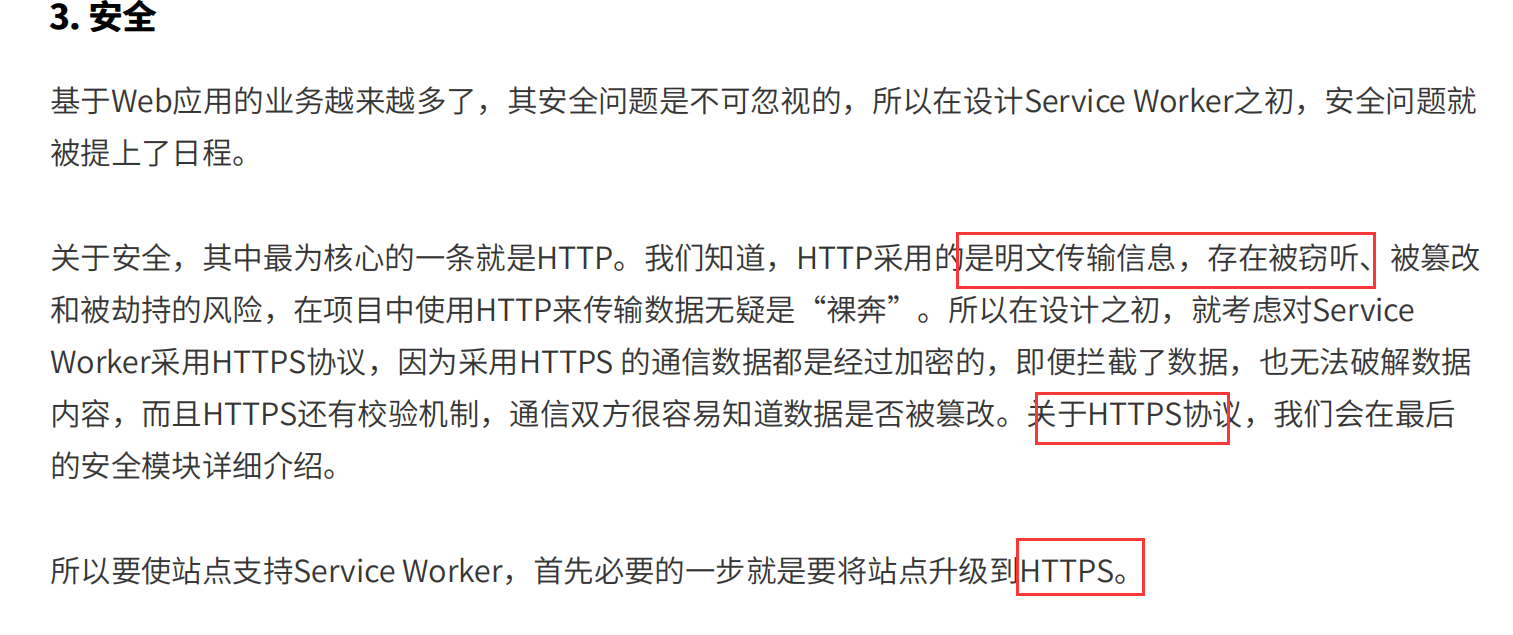 3. 安全
基于Web应用的业务越来越多了，其安全问题是不可忽视的，所以在设计Service Worker之初，安全问题就
被提上了日程。
关于安全，其中最为核心的一条就是HTTP。我们知道，HTTP采用的是明文传输信息，存在被窃听、被篡改
和被劫持的风险，在项目中使用HTTP来传输数据无疑是“裸奔”。所以在设计之初，就考虑对Service
Worker采用HTTPS协议，因为采用HTTPS 的通信数据都是经过加密的，即便拦截了数据，也无法破解数据
内容，而且HTTPS还有校验机制，通信双方很容易知道数据是否被篡改。关于HTTPS协议，我们会在最后
的安全模块详细介绍。
所以要使站点支持Service Worker，首先必要的一步就是要将站点升级到HTTPS。